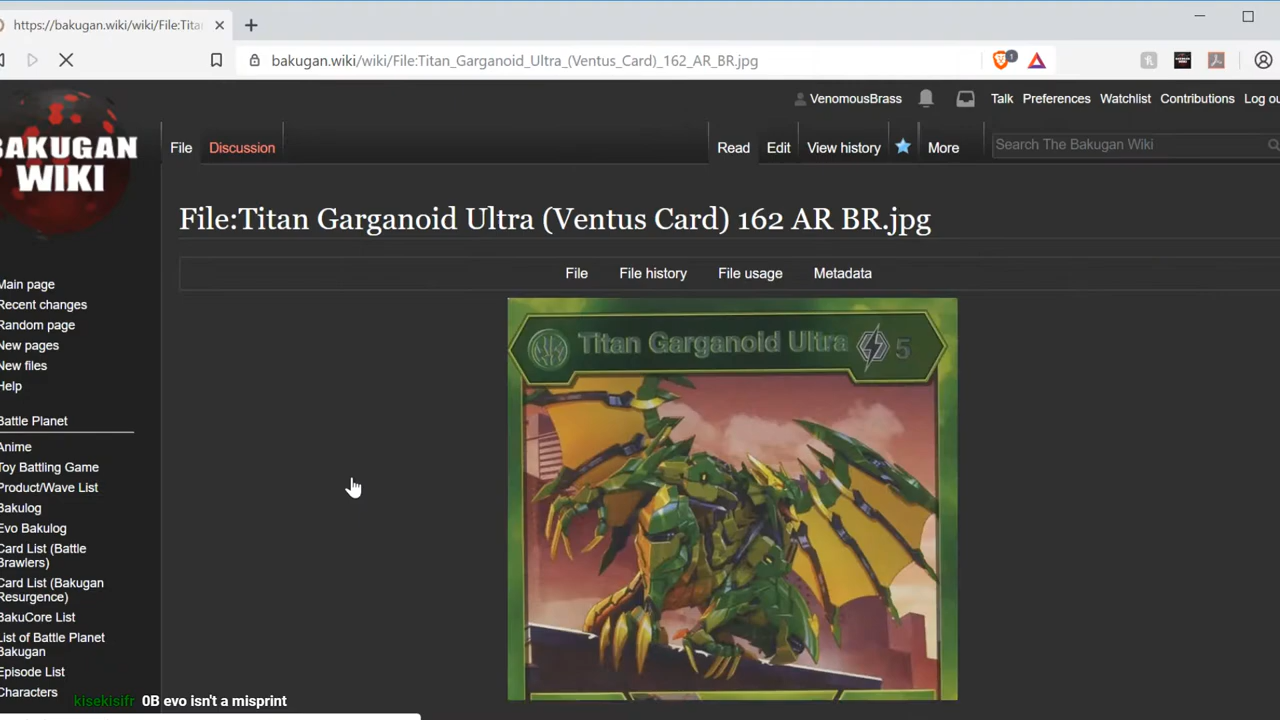 https://bakugan.wiki/wiki/File:Tita
bakugan.wiki/wiki/File:Titan_Garganoid_Ultra_(Ventus_Card)_162_AR_BR.jpg
1
VenomousBrass Talk Preferences Watchlist Contributions Log ou
BAKUGAN
WIKI
File Discussion Read Edit View history More Search The Bakugan Wiki
File:Titan Garganoid Ultra (Ventus Card) 162 AR BR.jpg
File File history File usage Metadata
Titan Garganoid Ultra 5
Main page
Recent changes
Random page
New pages
New files
Help
Battle Planet
Anime
Toy Battling Game
Product/Wave List
Bakulog
Evo Bakulog
Card List (Battle
Brawlers)
Card List (Bakugan
Resurgence)
BakuCore List
List of Battle Planet
Bakugan
Episode List
Characters
kisekisifr 0B evo isn't a misprint